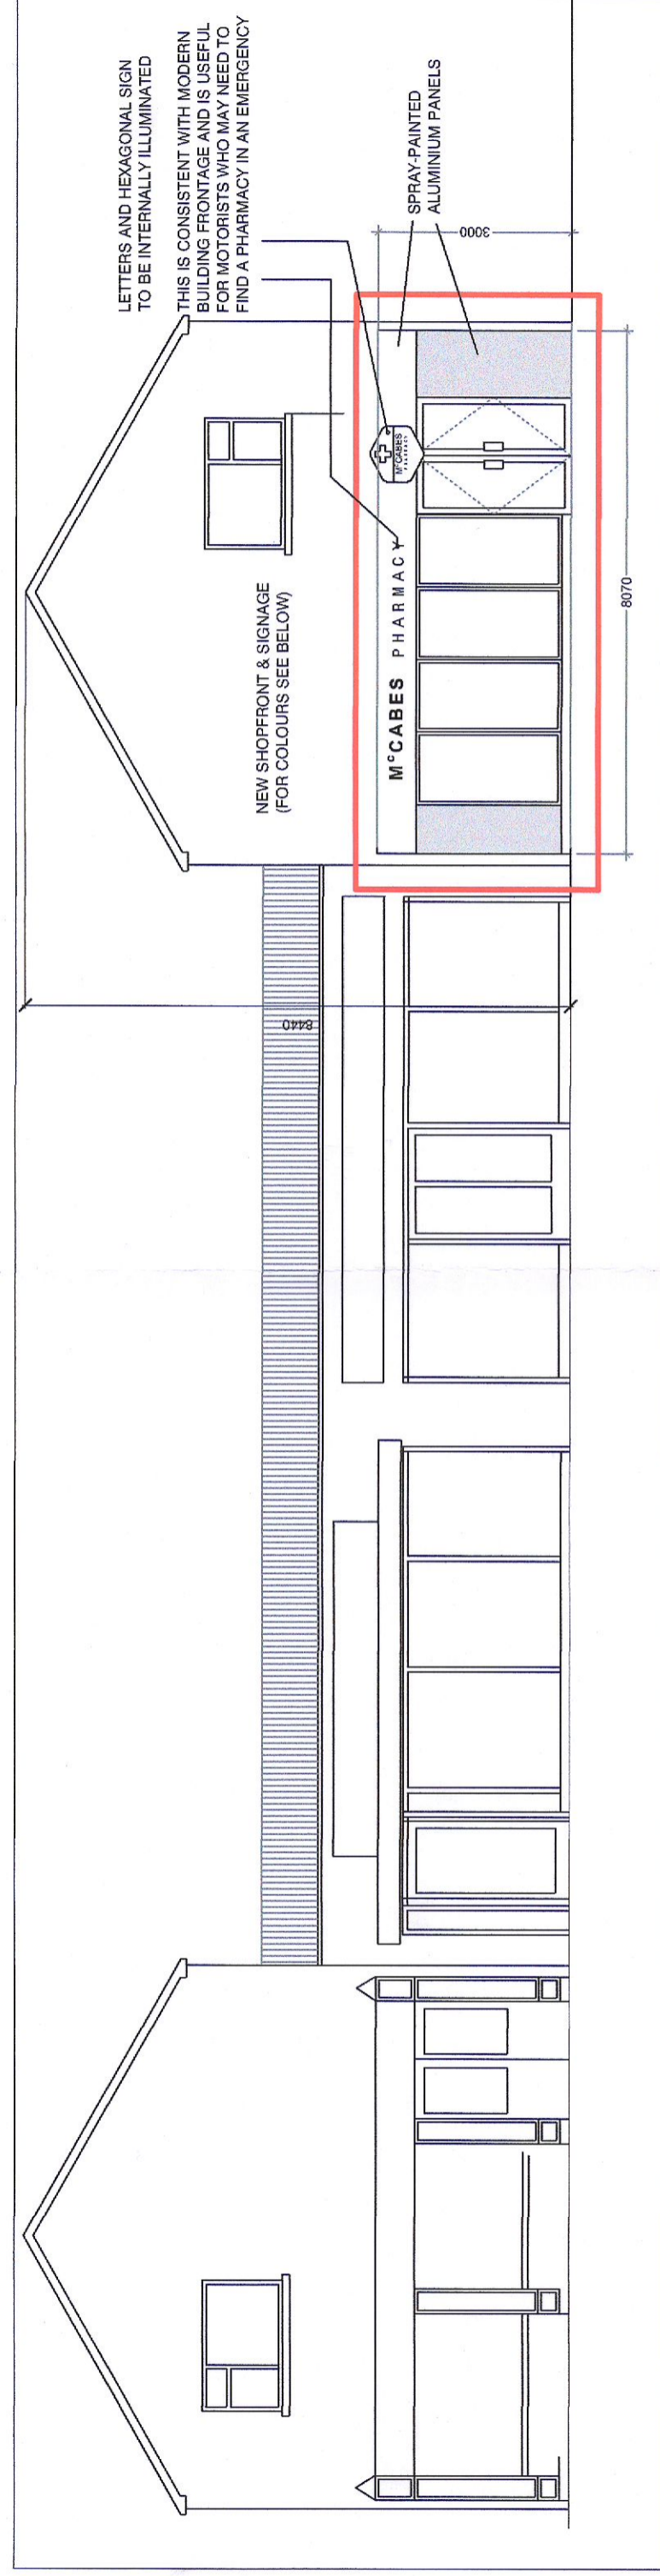 LETTERS AND HEXAGONAL SIGN
TO BE INTERNALLY ILLUMINATED
THIS IS CONSISTENT WITH MODERN
BUILDING FRONTAGE AND IS USEFUL
FOR MOTORISTS WHO MAY NEED TO
FIND A PHARMACY IN AN EMERGENCY
SPRAY-PAINTED
ALUMINIUM PANELS
3000
NEW SHOPFRONT & SIGNAGE
(FOR COLOURS SEE BELOW)
McCABES PHARMACY
McCABES
PHARMACY
8070
8440